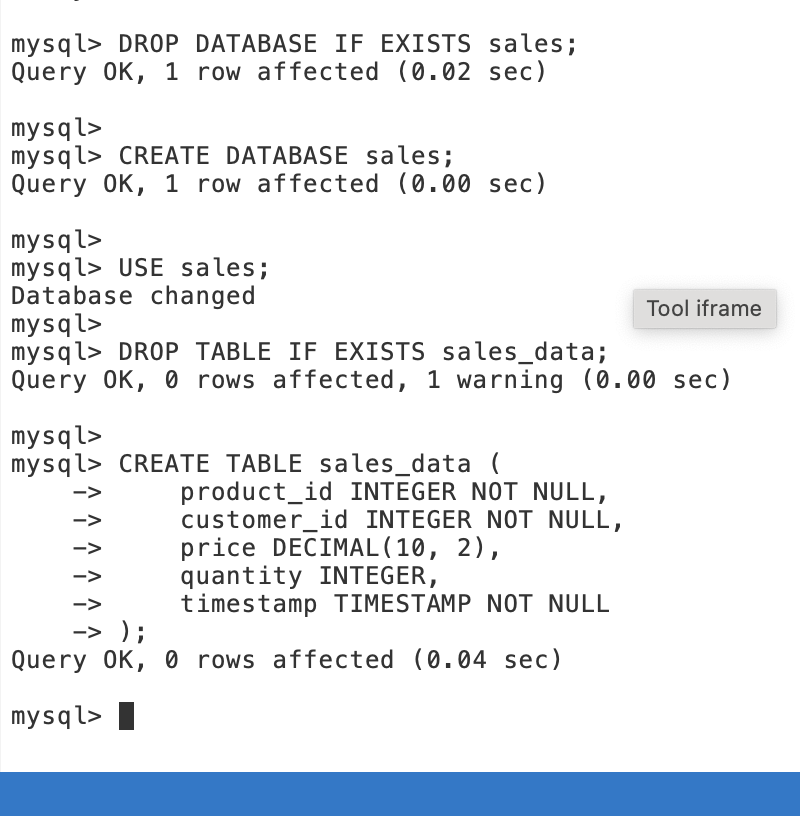 mysql> DROP DATABASE IF EXISTS sales;
Query OK, 1 row affected (0.02 sec)
mysql>
mysql> CREATE DATABASE sales;
Query OK, 1 row affected (0.00 sec)
mysql>
mysql> USE sales;
Database changed
Tool iframe
mysql>
mysql> DROP TABLE IF EXISTS sales_data;
Query OK, 0 rows affected, 1 warning (0.00 sec)
mysql>
mysql> CREATE TABLE sales_data (
    ->     product_id INTEGER NOT NULL,
    ->     customer_id INTEGER NOT NULL,
    ->     price DECIMAL(10, 2),
    ->     quantity INTEGER,
    ->     timestamp TIMESTAMP NOT NULL
    -> );
Query OK, 0 rows affected (0.04 sec)
mysql>